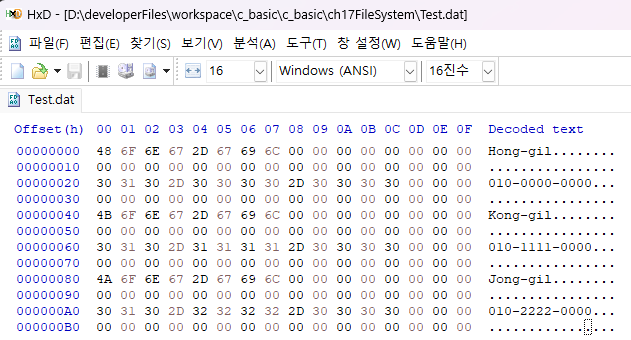 HxD - [D:\developerFiles\workspace\c_basic\c_basic\ch17FileSystem\Test.dat]
파일(F) 편집(E) 찾기(S) 보기(V) 분석(A) 도구(T) 창 설정(W) 도움말(H)
16 Windows (ANSI) 16진수
Test.dat
Offset(h) 00 01 02 03 04 05 06 07 08 09 0A 0B 0C 0D 0E 0F Decoded text
00000000 48 6F 6E 67 2D 67 69 6C 00 00 00 00 00 00 00 00 Hong-gil........
00000010 00 00 00 00 00 00 00 00 00 00 00 00 00 00 00 00 ................
00000020 30 31 30 2D 30 30 30 30 2D 30 30 30 30 00 00 00 010-0000-0000...
00000030 00 00 00 00 00 00 00 00 00 00 00 00 00 00 00 00 ................
00000040 4B 6F 6E 67 2D 67 69 6C 00 00 00 00 00 00 00 00 Kong-gil........
00000050 00 00 00 00 00 00 00 00 00 00 00 00 00 00 00 00 ................
00000060 30 31 30 2D 31 31 31 31 2D 30 30 30 30 00 00 00 010-1111-0000...
00000070 00 00 00 00 00 00 00 00 00 00 00 00 00 00 00 00 ................
00000080 4A 6F 6E 67 2D 67 69 6C 00 00 00 00 00 00 00 00 Jong-gil........
00000090 00 00 00 00 00 00 00 00 00 00 00 00 00 00 00 00 ................
000000A0 30 31 30 2D 32 32 32 32 2D 30 30 30 30 00 00 00 010-2222-0000...
000000B0 00 00 00 00 00 00 00 00 00 00 00 00 00 00 00 00 ................